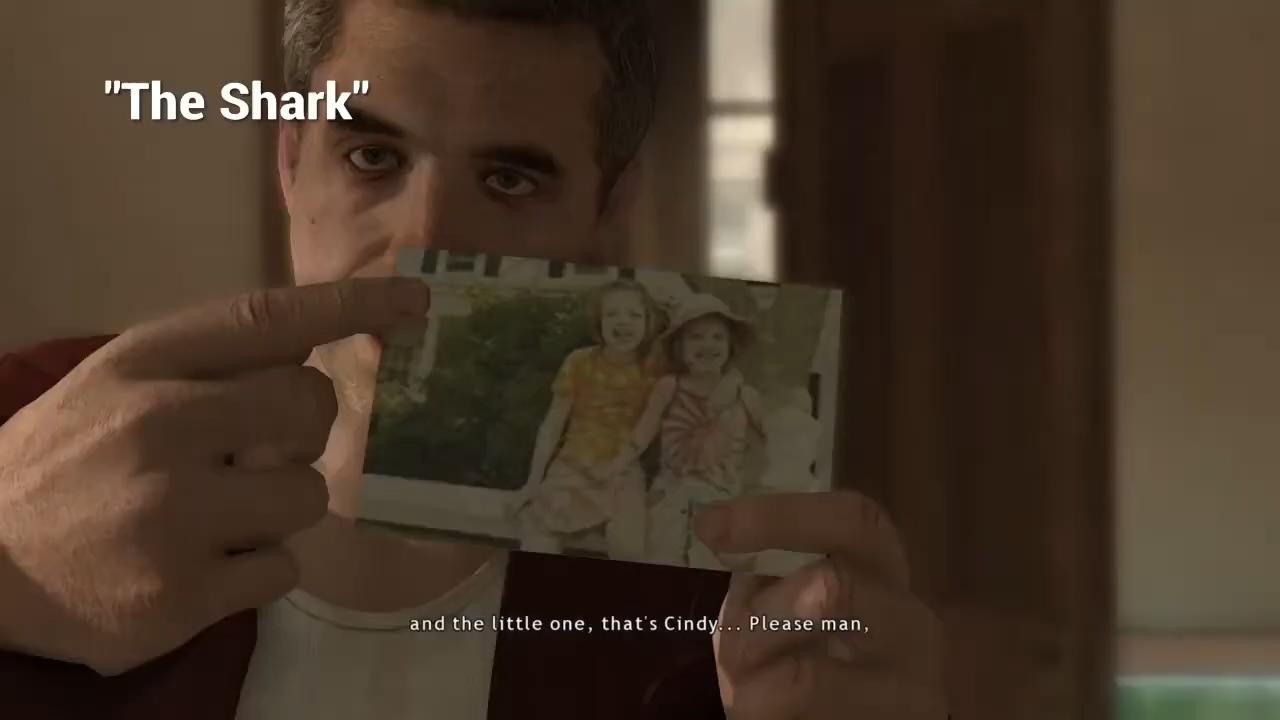 "The Shark"
and the little one, that's Cindy... Please man,